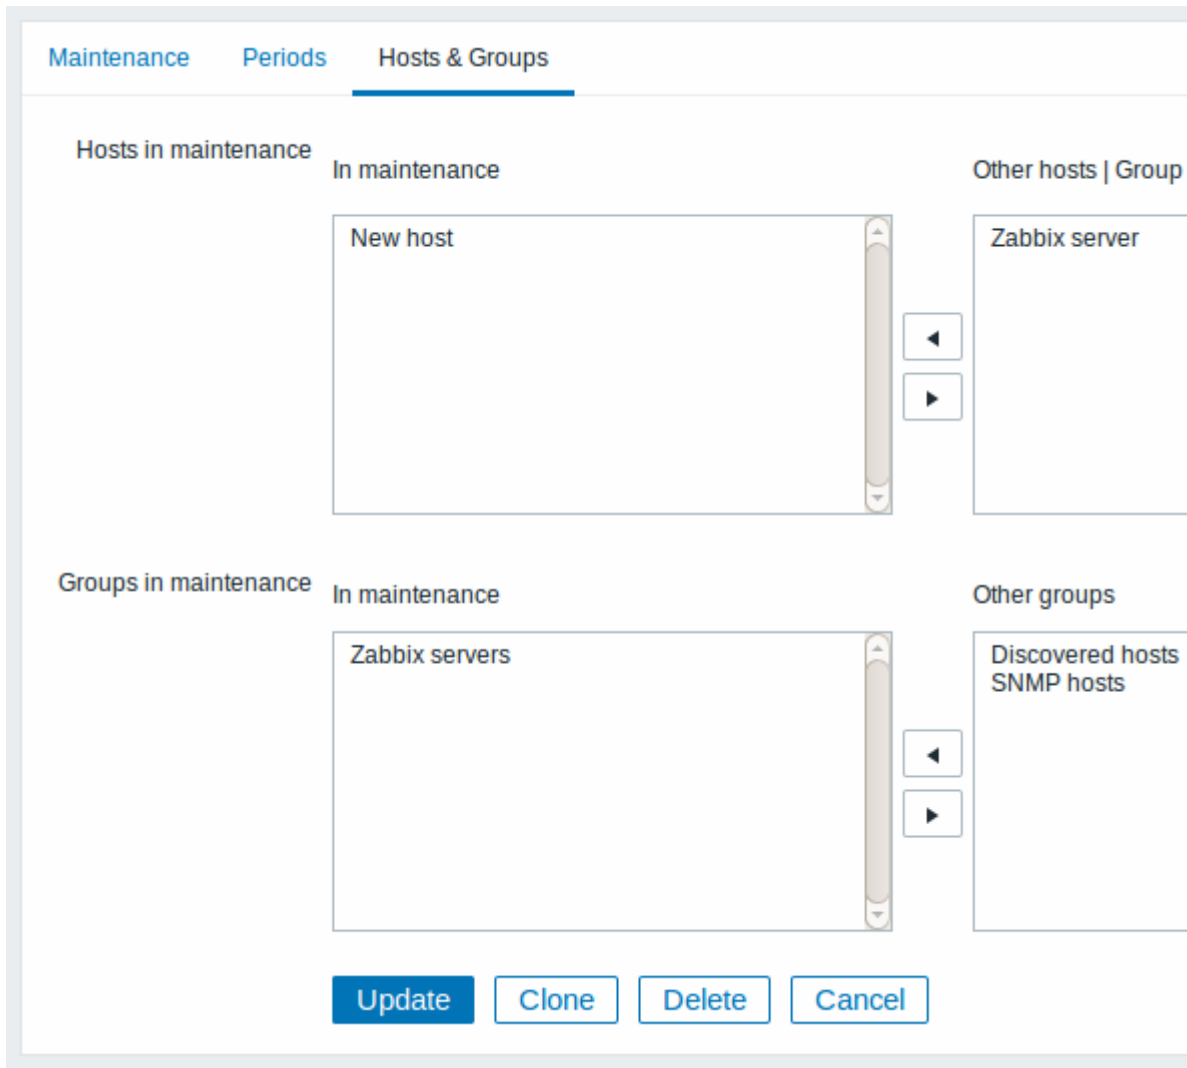 Maintenance Periods Hosts & Groups
Hosts in maintenance
In maintenance
Other hosts | Group
New host
Zabbix server
Groups in maintenance
In maintenance
Other groups
Zabbix servers
Discovered hosts
SNMP hosts
Update Clone Delete Cancel